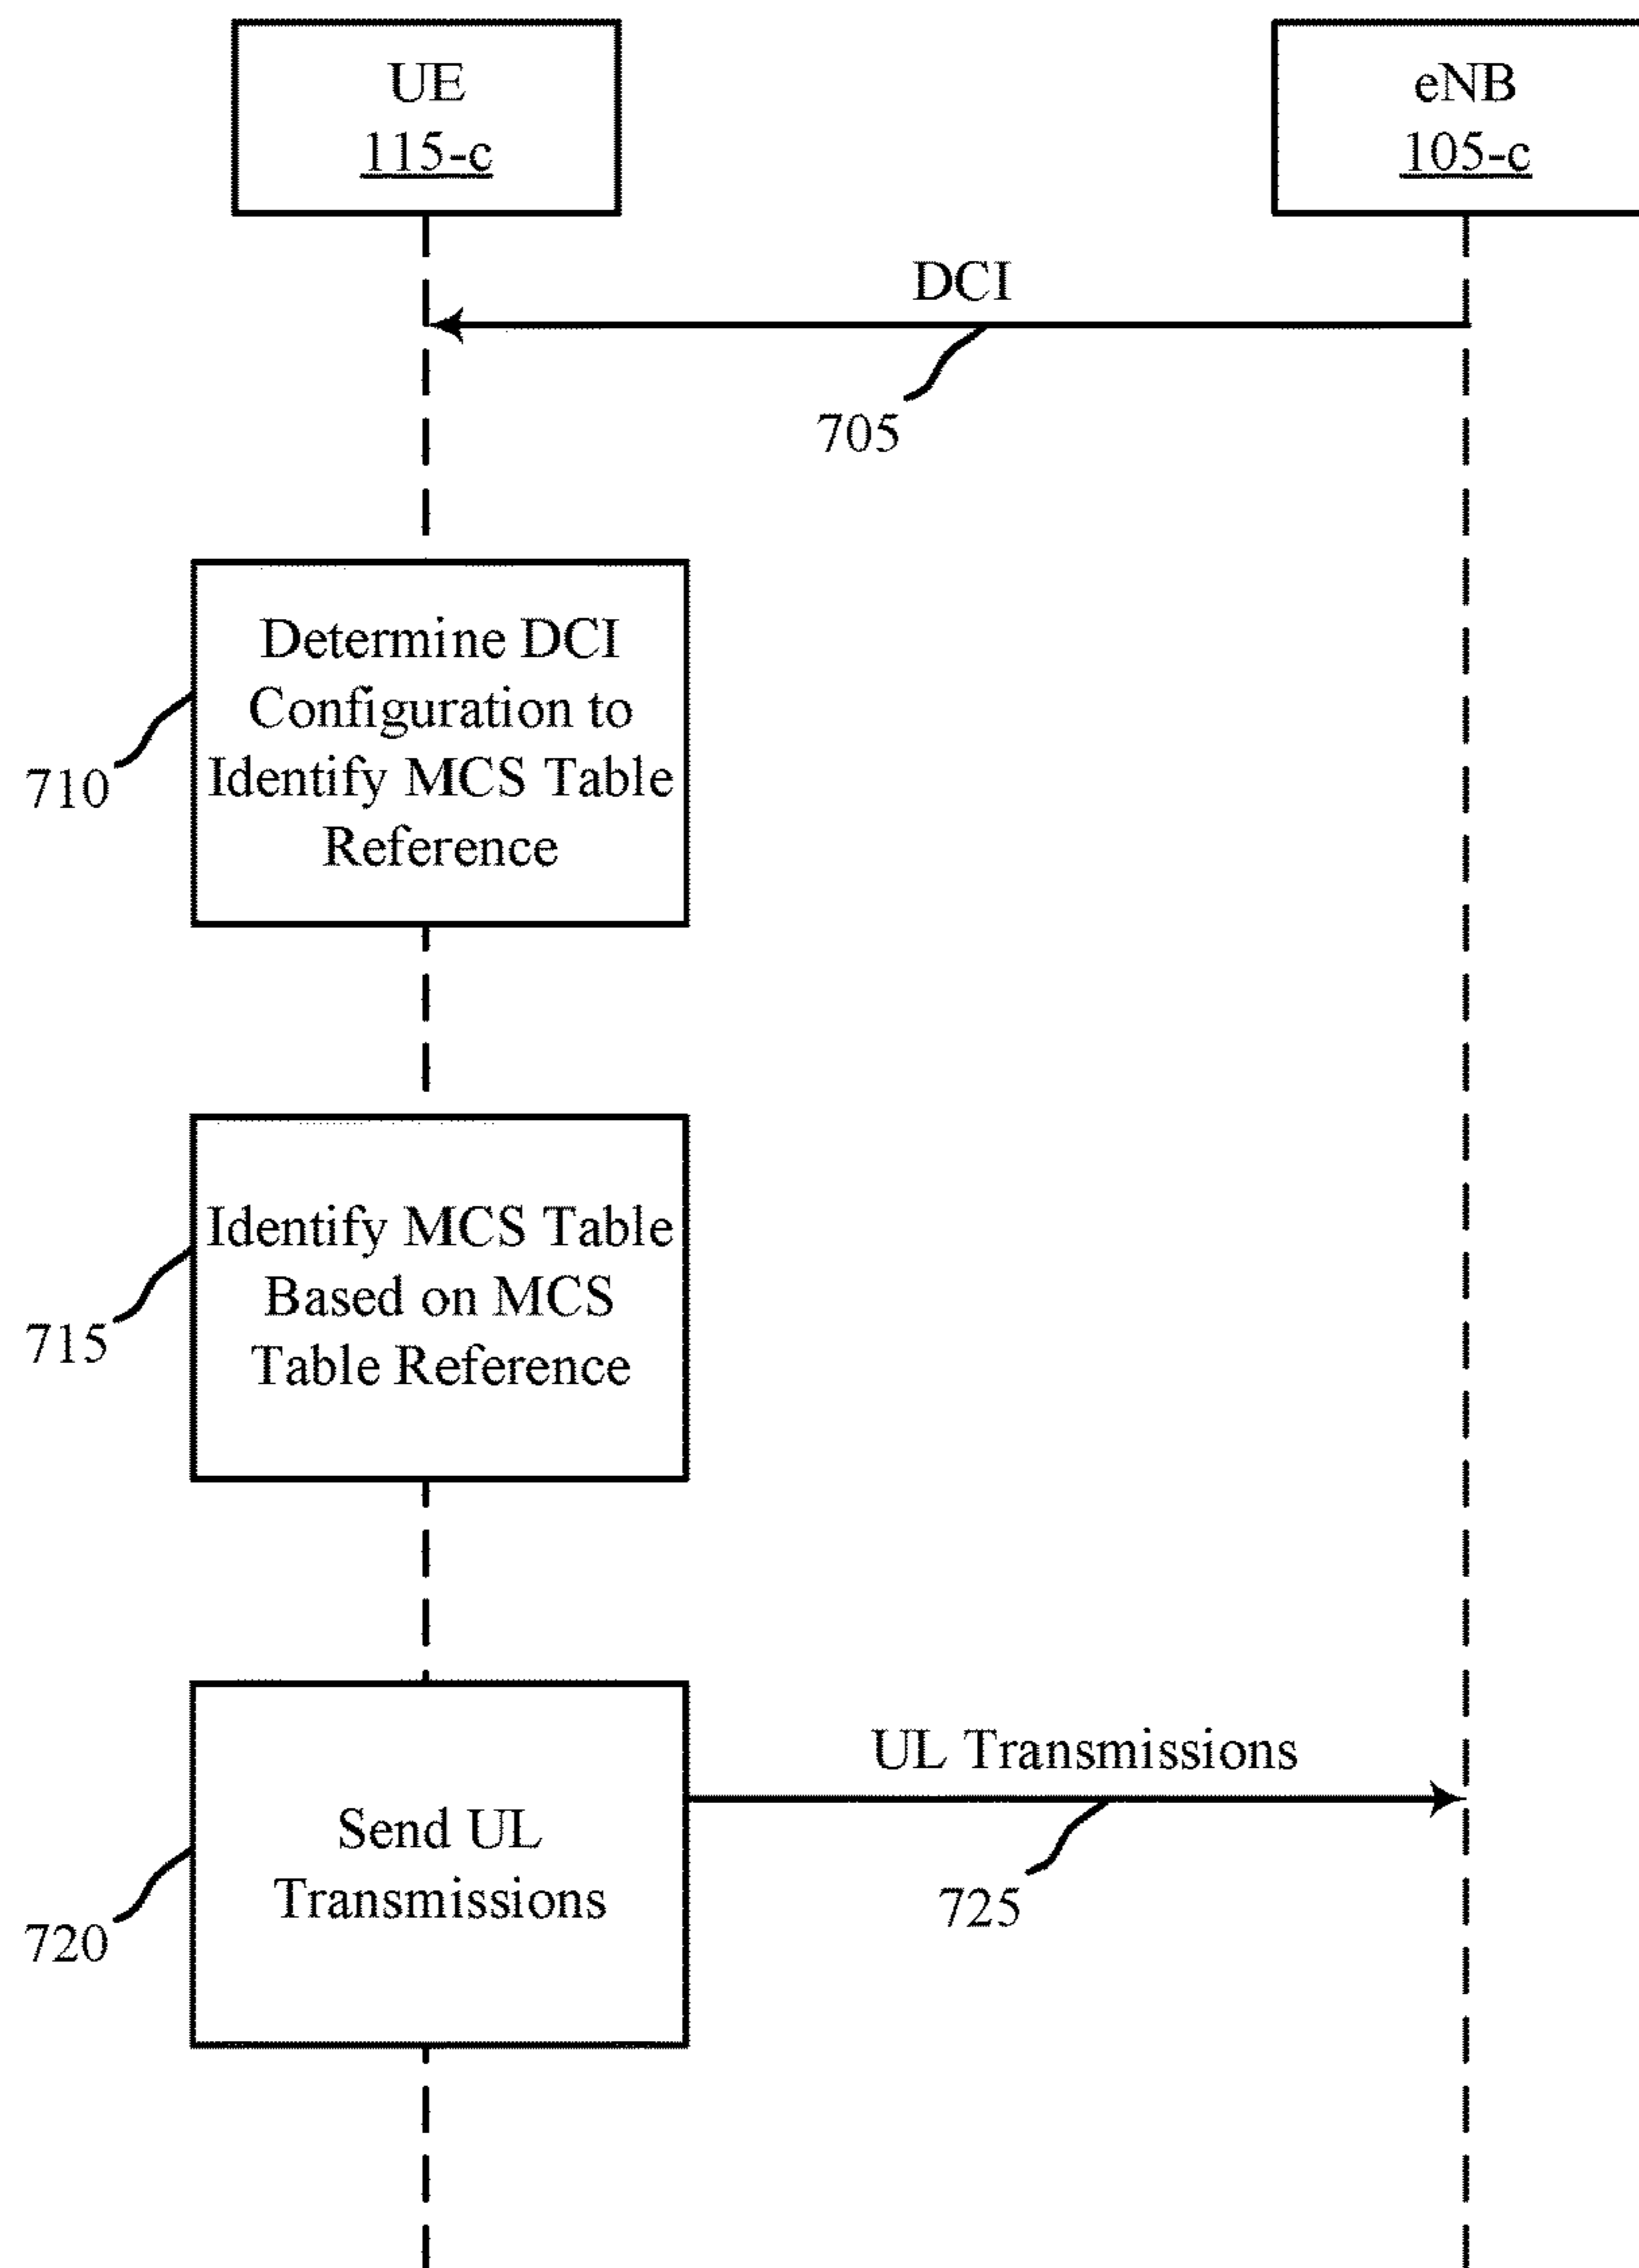 UE
115-c
eNB
105-c
DCI
705
Determine DCI
Configuration to
Identify MCS Table
Reference
710
Identify MCS Table
Based on MCS
Table Reference
715
UL Transmissions
Send UL
Transmissions
725
720